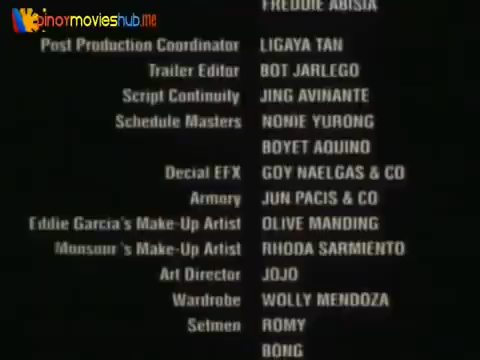 pinoymovieshub.me
FREDDIE ABISIA
Post Production Coordinator LIGAYA TAN
Trailer Editor BOT JARLEGO
Script Continuity JING AVINANTE
Schedule Masters NONIE YURONG
BOYET AQUINO
Decial EFX GOY NAELGAS & CO
Armory JUN PACIS & CO
Eddie Garcia's Make-Up Artist OLIVE MANDING
Monsour 's Make-Up Artist RHODA SARMIENTO
Art Director JOJO
Wardrobe WOLLY MENDOZA
Setmen ROMY
BONG